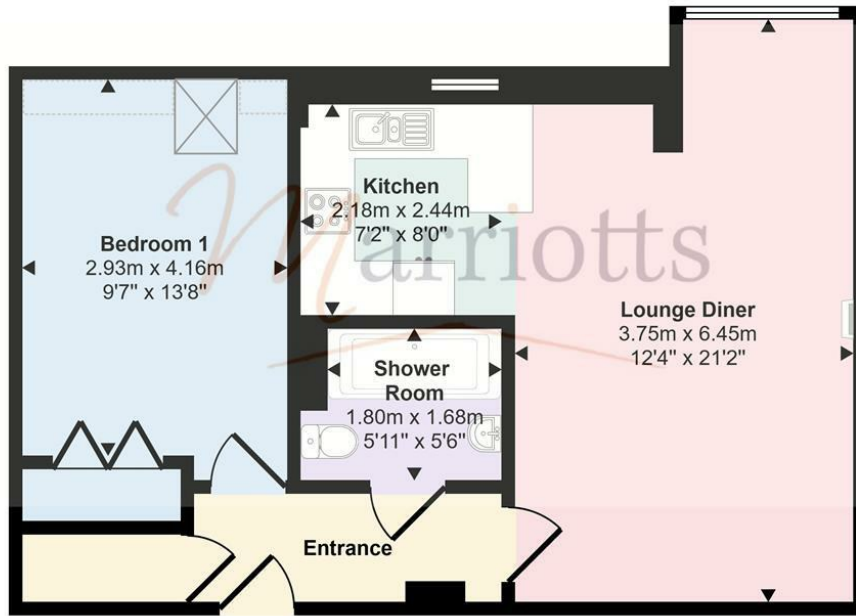 Marriotts
Bedroom 1
2.93m x 4.16m
9'7" x 13'8"
Kitchen
2.18m x 2.44m
7'2" x 8'0"
Lounge Diner
3.75m x 6.45m
12'4" x 21'2"
Shower
Room
1.80m x 1.68m
5'11" x 5'6"
Entrance